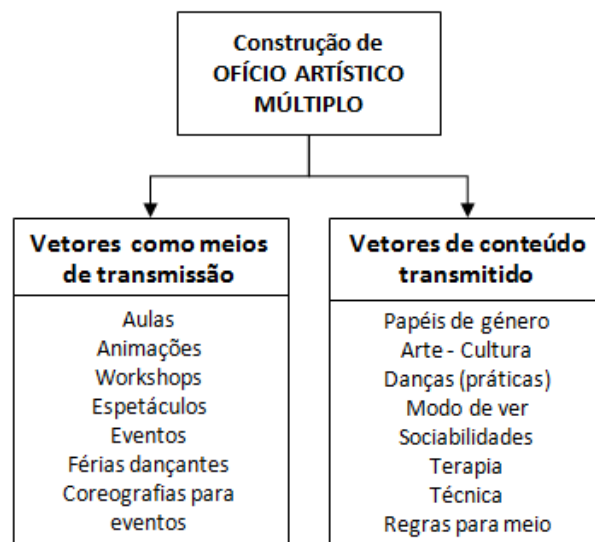 Construção de
OFÍCIO ARTÍSTICO
MÚLTIPLO
Vetores como meios
de transmissão
Aulas
Animações
Workshops
Espetáculos
Eventos
Férias dançantes
Coreografias para
eventos
Vetores de conteúdo
transmitido
Papéis de género
Arte - Cultura
Danças (práticas)
Modo de ver
Sociabilidades
Terapia
Técnica
Regras para meio